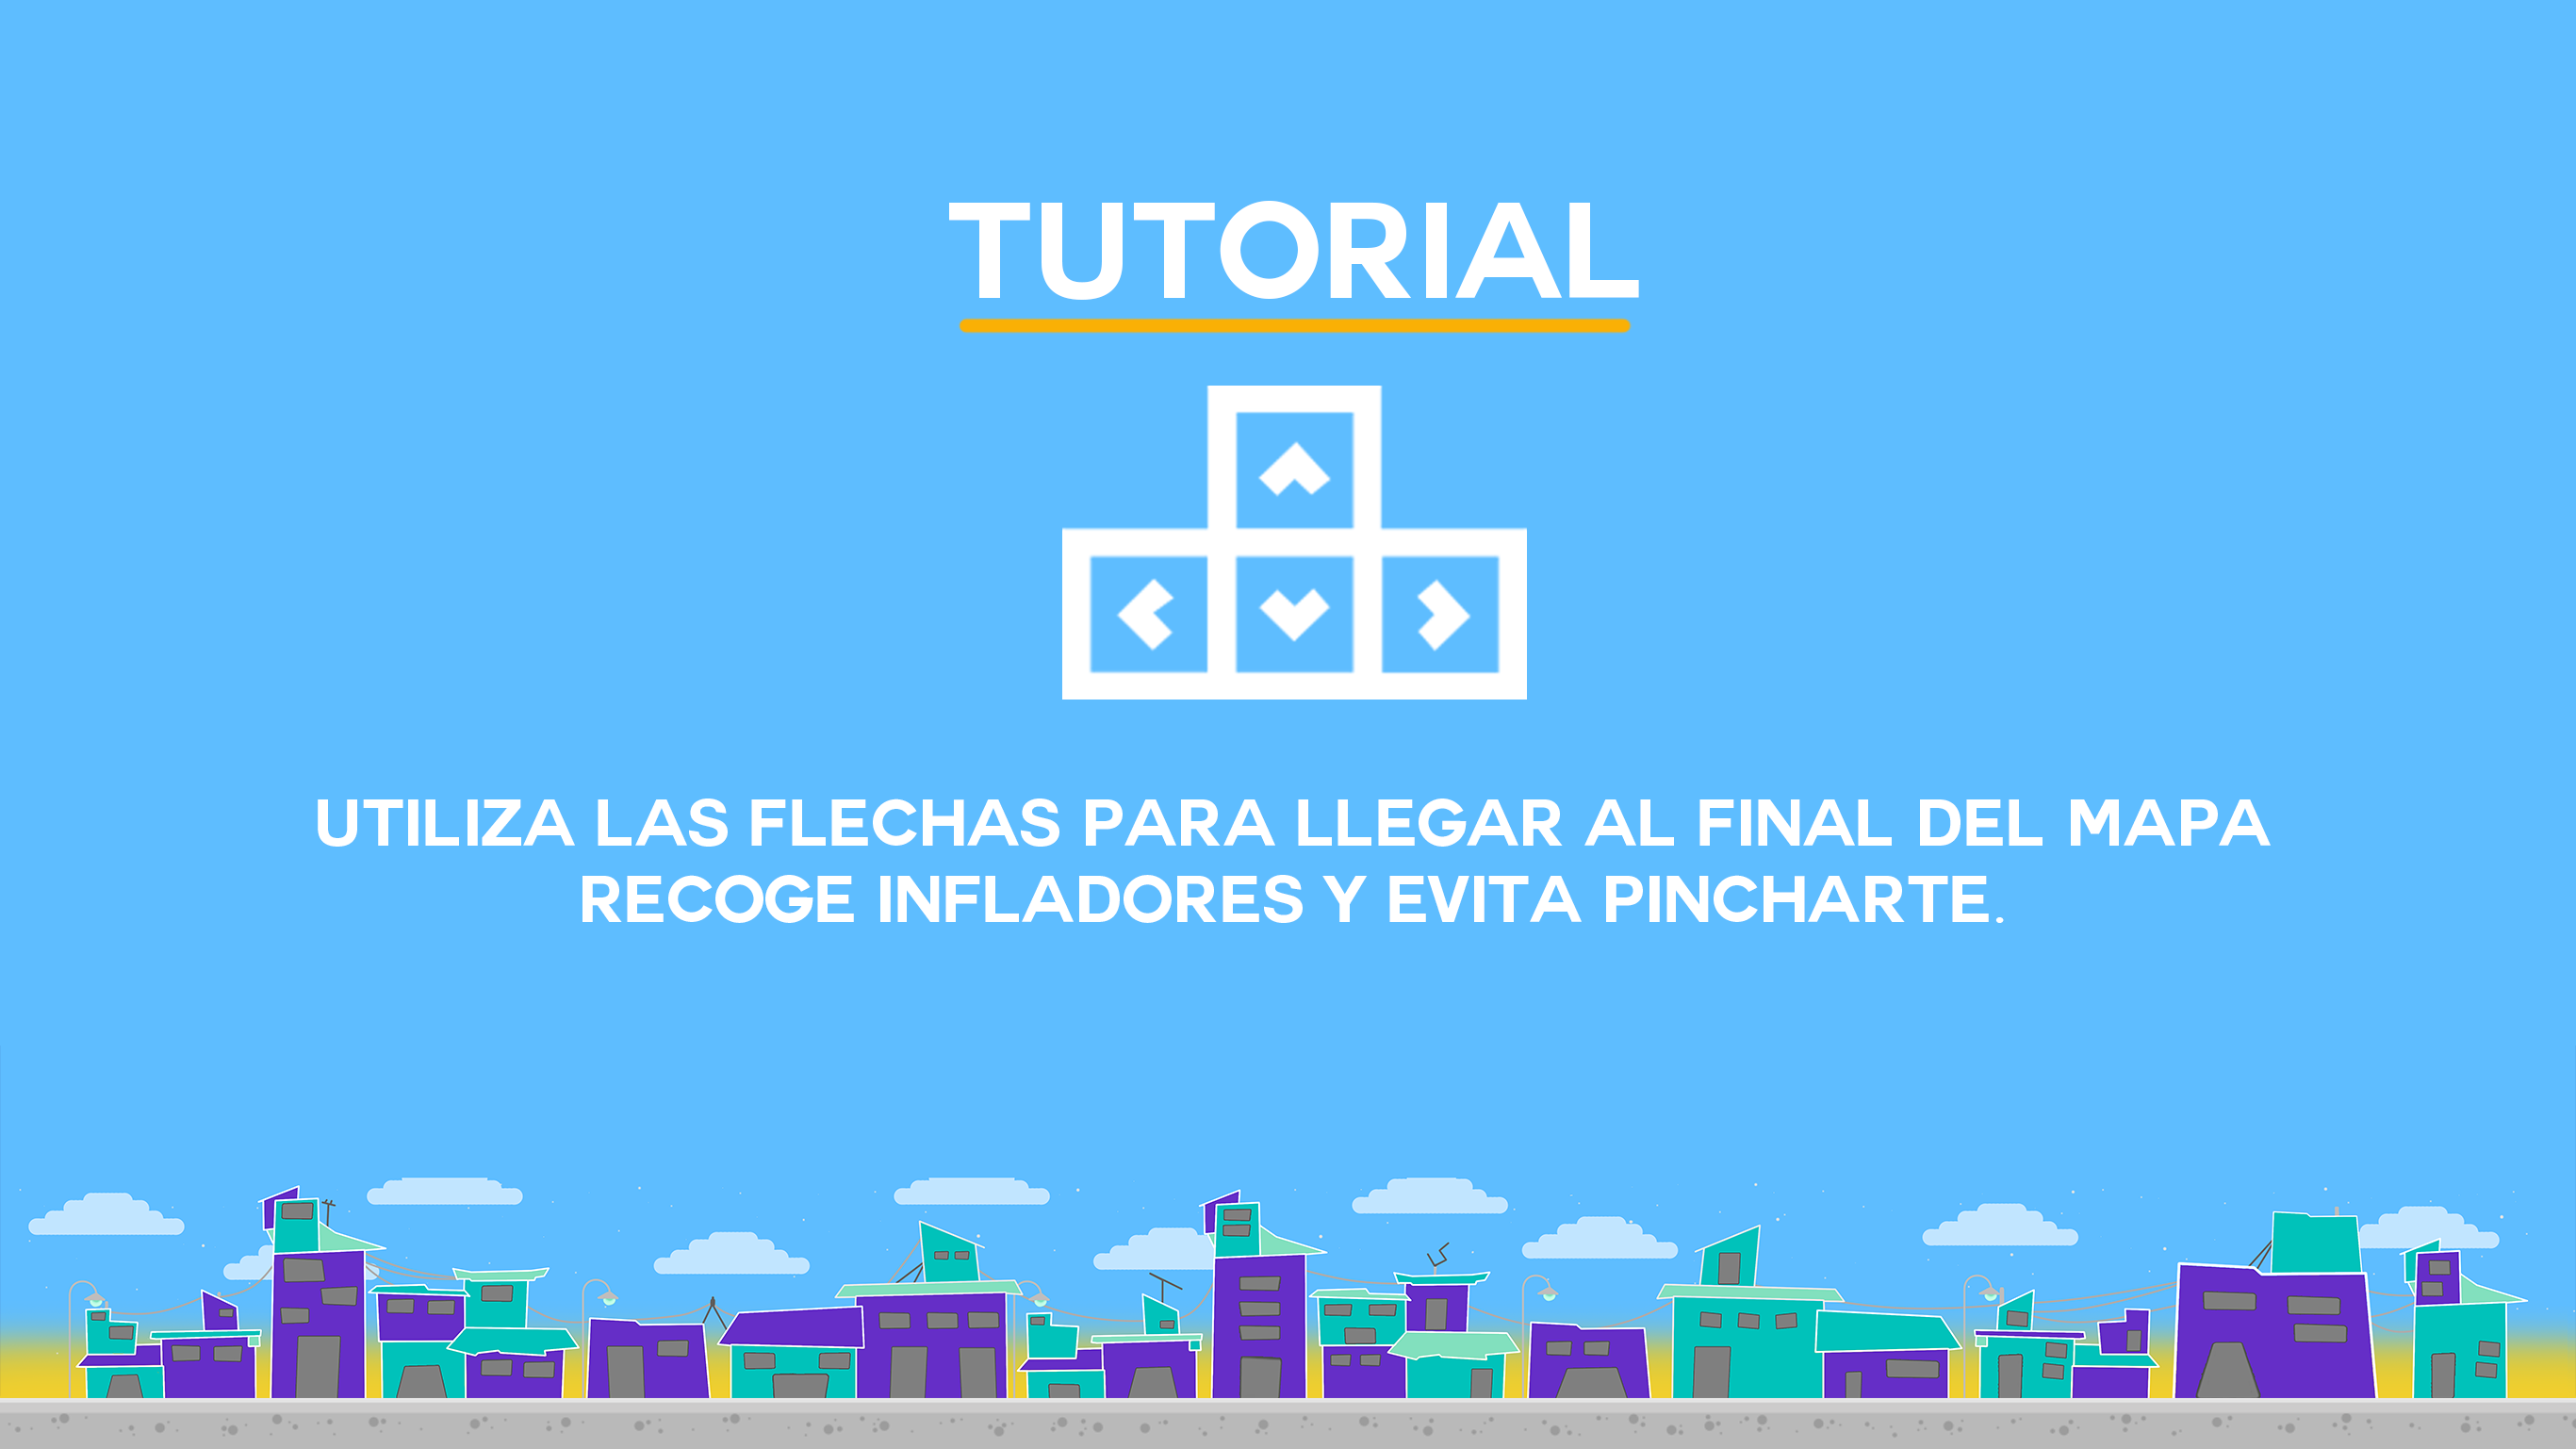 TUTORIAL
UTILIZA LAS FLECHAS PARA LLEGAR AL FINAL DEL MAPA
RECOGE INFLADORES Y EVITA PINCHARTE.